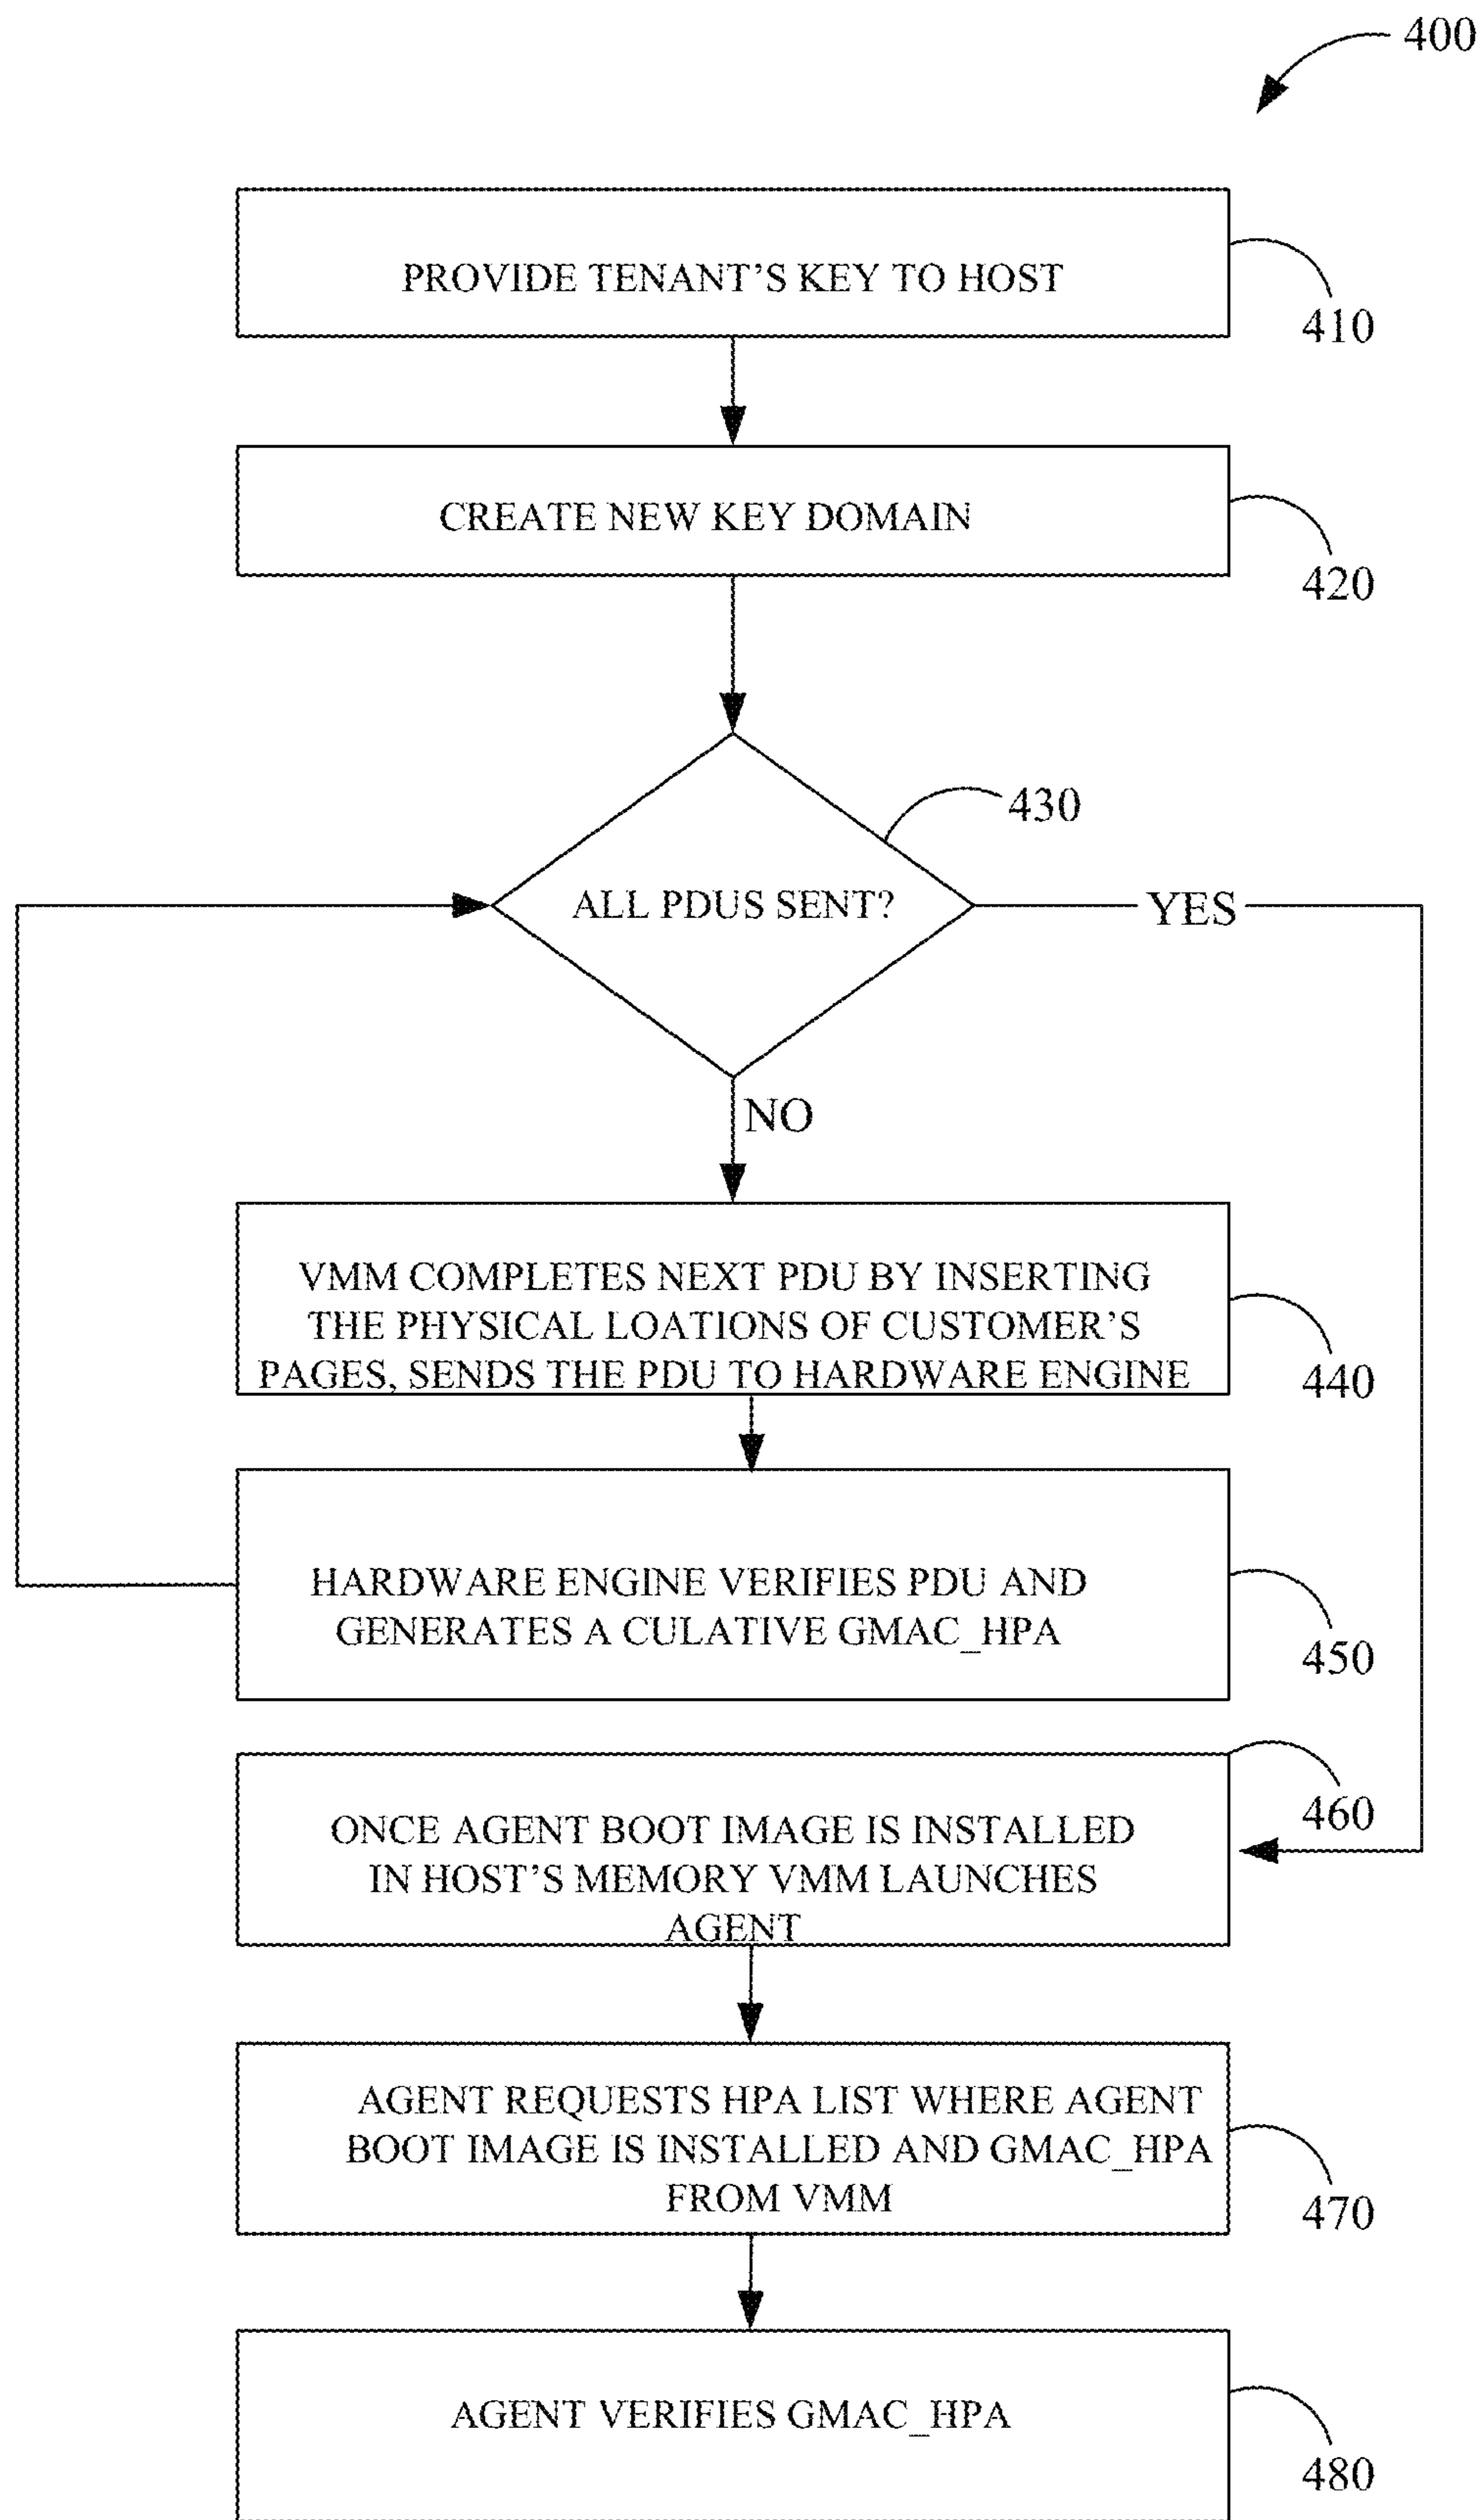 400
PROVIDE TENANT'S KEY TO HOST
410
CREATE NEW KEY DOMAIN
420
430
ALL PDUS SENT?
YES
NO
VMM COMPLETES NEXT PDU BY INSERTING
THE PHYSICAL LOATIONS OF CUSTOMER'S
PAGES, SENDS THE PDU TO HARDWARE ENGINE
440
HARDWARE ENGINE VERIFIES PDU AND
GENERATES A CULATIVE GMAC_HPA
450
460
ONCE AGENT BOOT IMAGE IS INSTALLED
IN HOST'S MEMORY VMM LAUNCHES
AGENT
AGENT REQUESTS HPA LIST WHERE AGENT
BOOT IMAGE IS INSTALLED AND GMAC_HPA
FROM VMM
470
AGENT VERIFIES GMAC_HPA
480